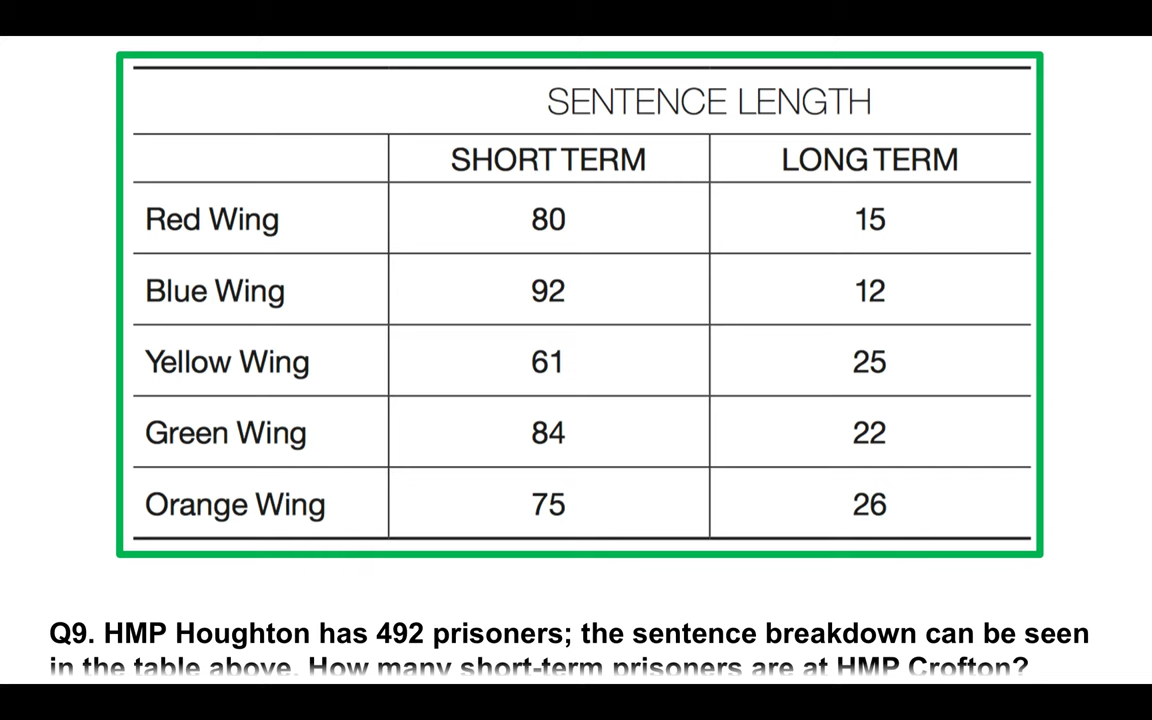 SENTENCE LENGTH
SHORT TERM LONG TERM
Red Wing 80 15
Blue Wing 92 12
Yellow Wing 61 25
Green Wing 84 22
Orange Wing 75 26
Q9. HMP Houghton has 492 prisoners; the sentence breakdown can be seen
in the table above. How many short-term prisoners are at HMP Crofton?